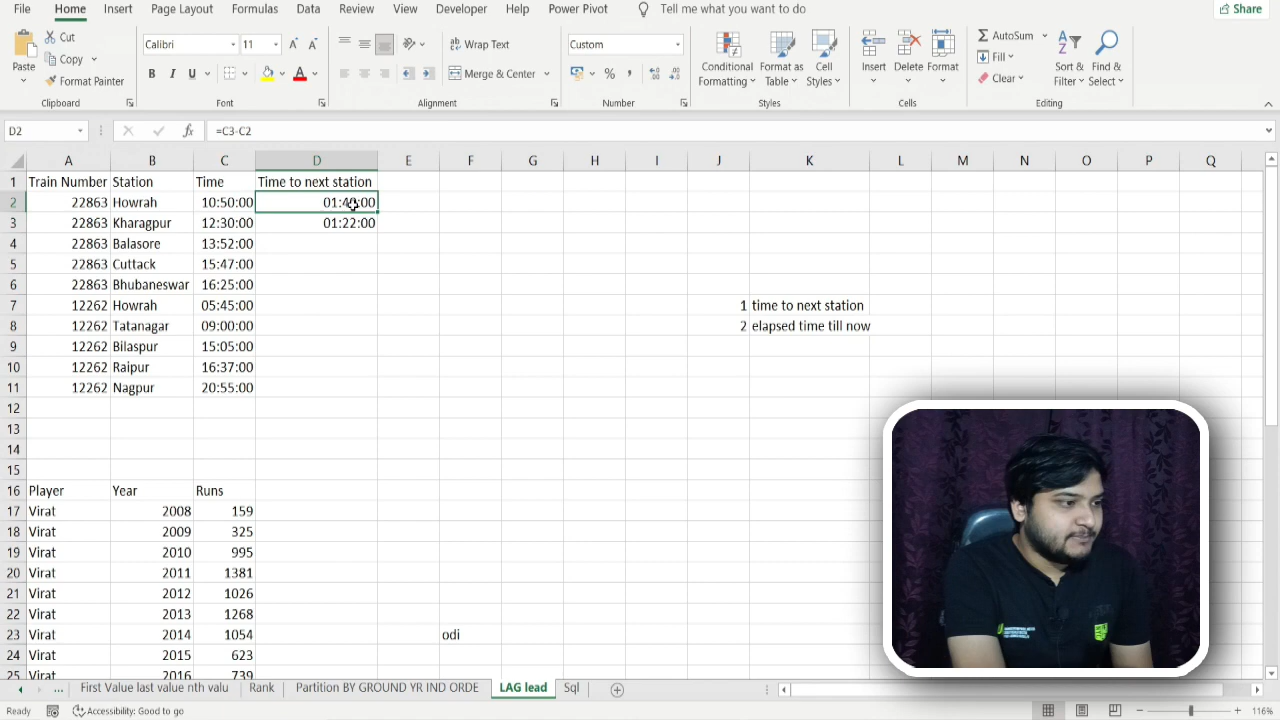 File Home Insert Page Layout Formulas Data Review View Developer Help Power Pivot Tell me what you want to do Share
Cut
Copy
Format Painter
Paste
Calibri 11
B I U
Wrap Text
Merge & Center
Custom
Conditional Formatting
Format as Table
Cell Styles
Insert Delete Format
AutoSum
Fill
Clear
Sort & Filter
Find & Select
Clipboard Font Alignment Number Styles Cells Editing
D2 =C3-C2
A B C D E F G H I J K L M N O P Q
1 Train Number Station Time Time to next station
2 22863 Howrah 10:50:00 01:40:00
3 22863 Kharagpur 12:30:00 01:22:00
4 22863 Balasore 13:52:00
5 22863 Cuttack 15:47:00
6 22863 Bhubaneswar 16:25:00
7 12262 Howrah 05:45:00 1 time to next station
8 12262 Tatanagar 09:00:00 2 elapsed time till now
9 12262 Bilaspur 15:05:00
10 12262 Raipur 16:37:00
11 12262 Nagpur 20:55:00
12
13
14
15
16 Player Year Runs
17 Virat 2008 159
18 Virat 2009 325
19 Virat 2010 995
20 Virat 2011 1381
21 Virat 2012 1026
22 Virat 2013 1268
23 Virat 2014 1054 odi
24 Virat 2015 623
25 Virat 2016 739
... First Value last value nth valu Rank Partition BY GROUND YR IND ORDE LAG lead Sql
Ready Accessibility: Good to go 116%